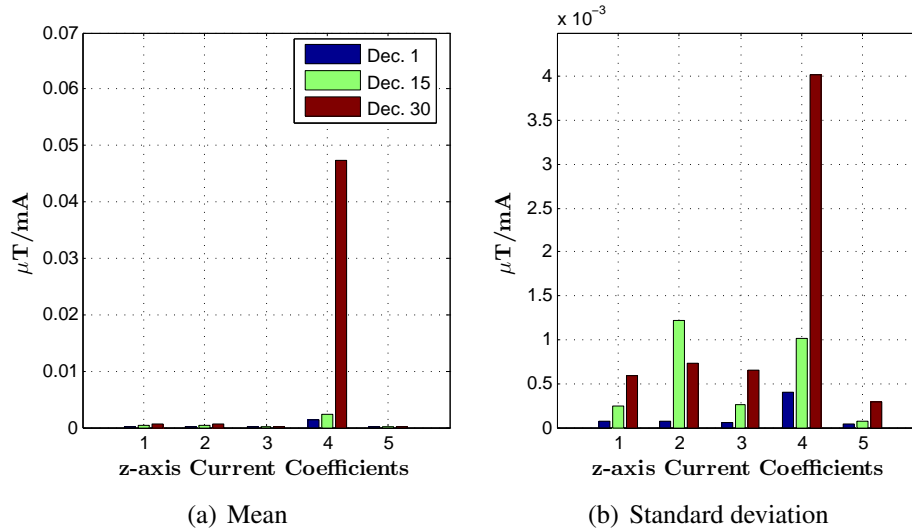 0.07
0.06
0.05
0.04
0.03
0.02
0.01
0
μT/mA
Dec. 1
Dec. 15
Dec. 30
1 2 3 4 5
z-axis Current Coefficients
(a) Mean
x 10⁻³
4
3.5
3
2.5
2
1.5
1
0.5
0
μT/mA
1 2 3 4 5
z-axis Current Coefficients
(b) Standard deviation